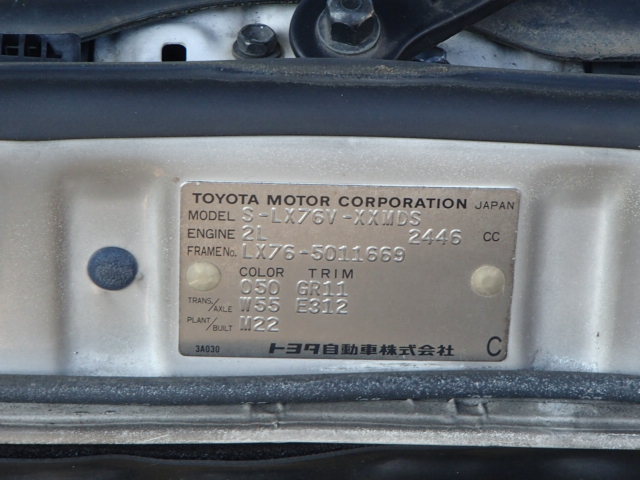 TOYOTA MOTOR CORPORATION JAPAN
MODEL S-LX76V-XXMDS
ENGINE 2L 2446 CC
FRAME No. LX76-5011669
COLOR TRIM
050 GR11
TRANS./AXLE W55 E312
PLANT/BUILT M22
3A030 トヨタ自動車株式会社 C